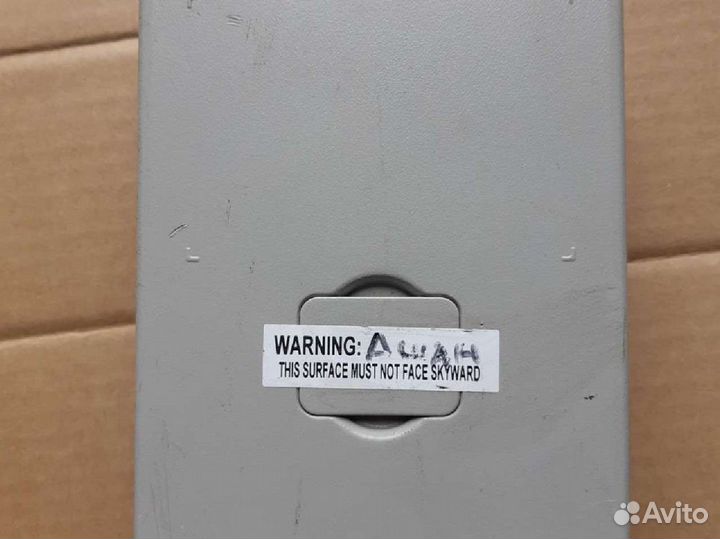 WARNING: АШАН
THIS SURFACE MUST NOT FACE SKYWARD
Avito